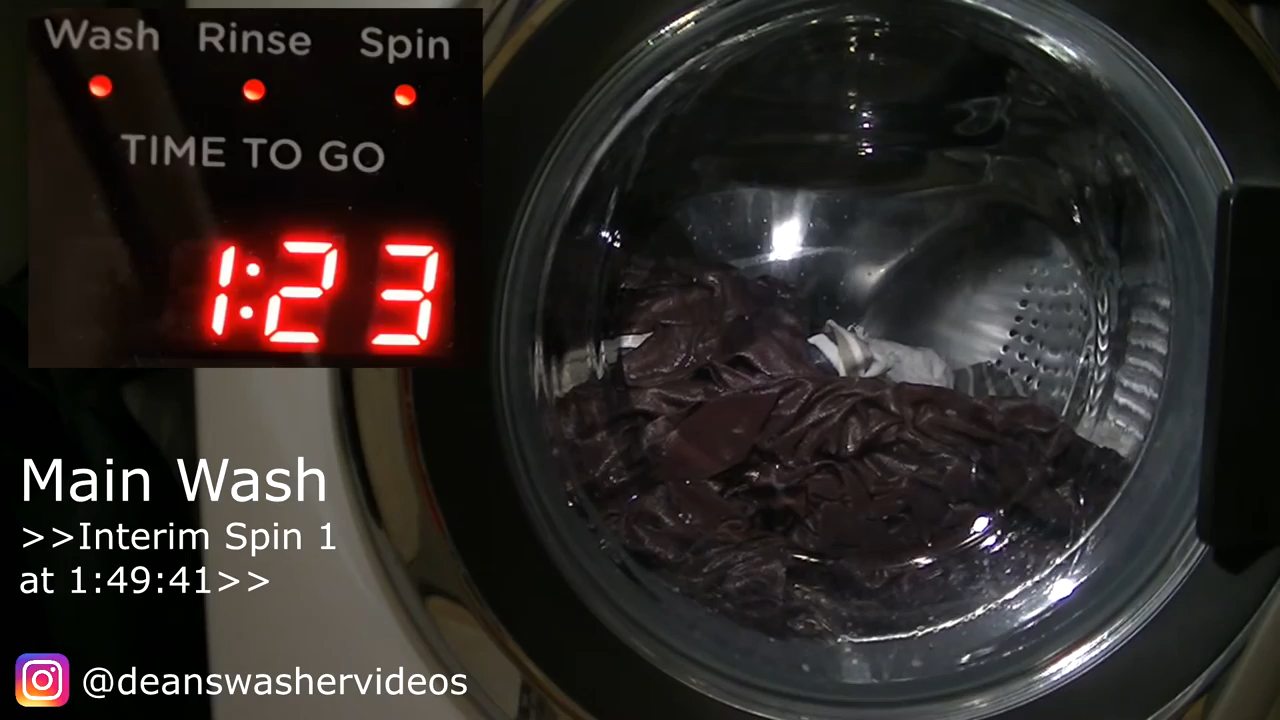 Wash Rinse Spin
TIME TO GO
1:23
Main Wash
>>Interim Spin 1
at 1:49:41>>
@deanswashervideos